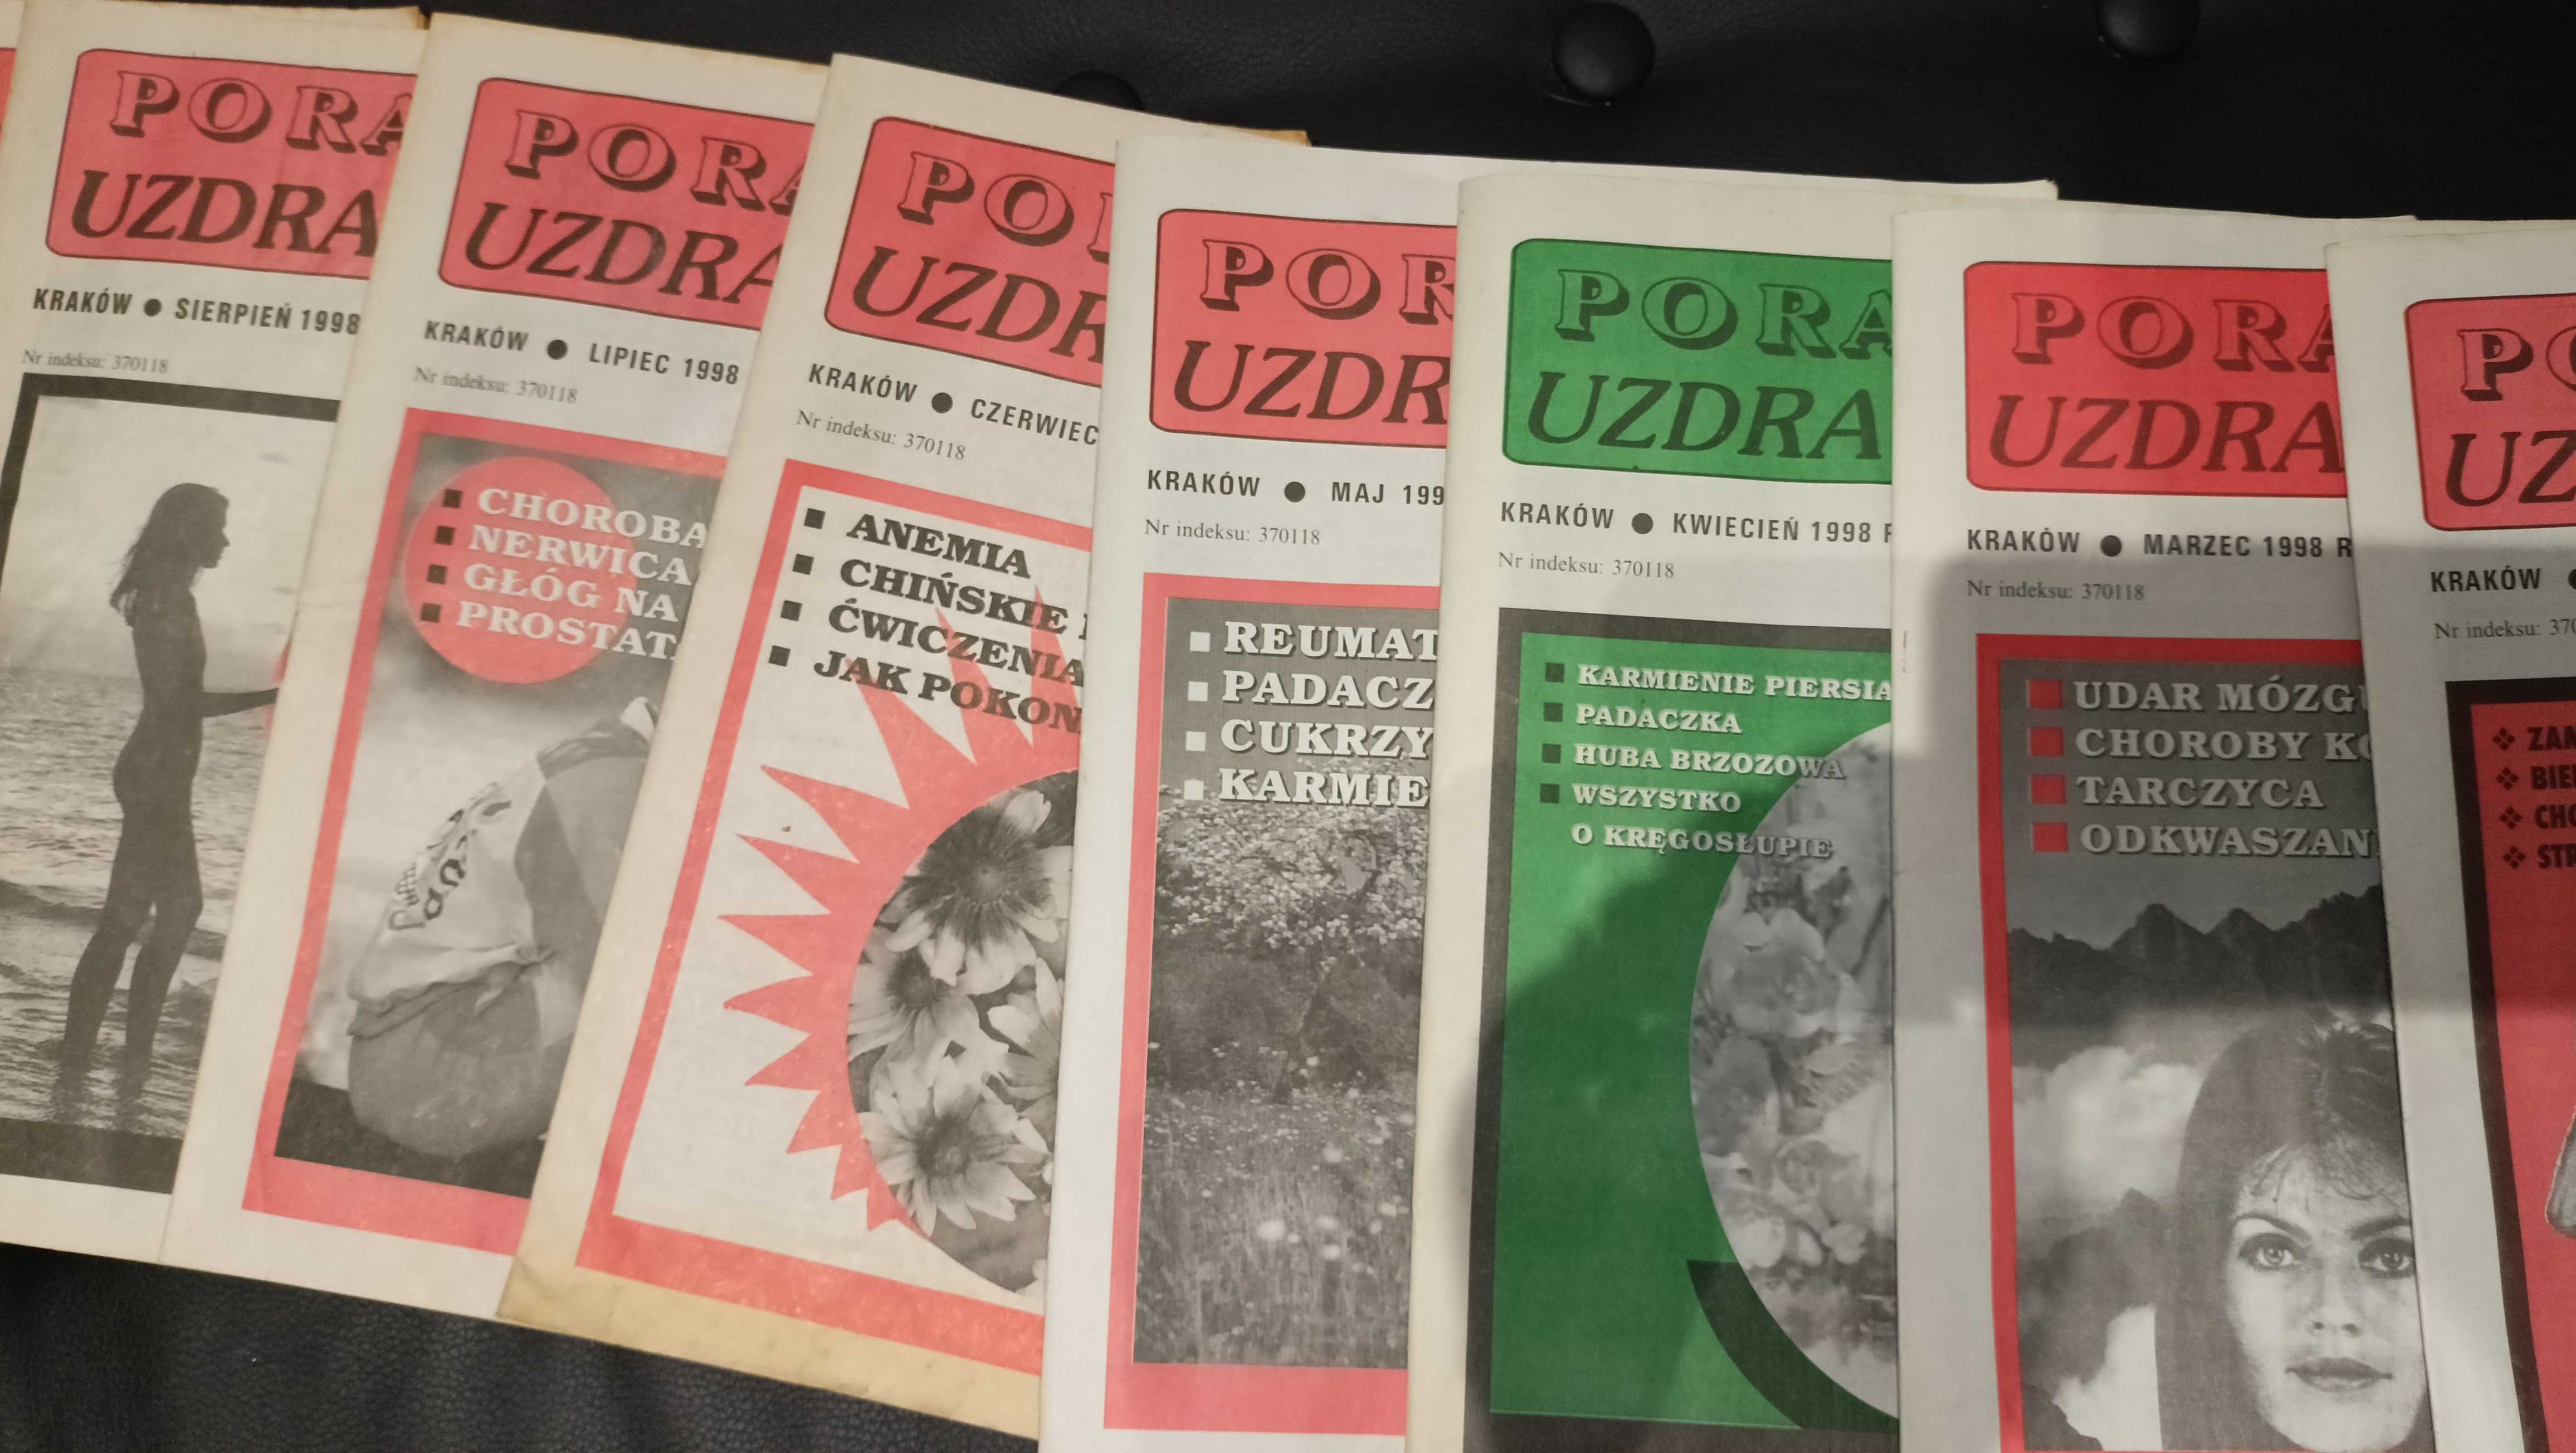 PORA
UZDRA
KRAKÓW ● SIERPIEŃ 1998
Nr indeksu: 370118
PORA
UZDRA
KRAKÓW ● LIPIEC 1998
Nr indeksu: 370118
■ CHOROBA
■ NERWICA
■ GŁÓG NA
■ PROSTAT
PO
UZDR
KRAKÓW ● CZERWIEC
Nr indeksu: 370118
■ ANEMIA
■ CHIŃSKIE
■ ĆWICZENIA
■ JAK POKON
POR
UZDR
KRAKÓW ● MAJ 199
Nr indeksu: 370118
■ REUMAT
■ PADACZ
■ CUKRZY
■ KARMIE
PORA
UZDRA
KRAKÓW ● KWIECIEŃ 1998 R
Nr indeksu: 370118
■ KARMIENIE PIERSIA
■ PADACZKA
■ HUBA BRZOZOWA
■ WSZYSTKO
O KRĘGOSŁUPIE
PORA
UZDRA
KRAKÓW ● MARZEC 1998 R
Nr indeksu: 370118
■ UDAR MÓZGU
■ CHOROBY KO
■ TARCZYCA
■ ODKWASZAN
PO
UZ
KRAKÓW ●
Nr indeksu: 370
❖ ZAN
❖ BIE
❖ CHO
❖ STR